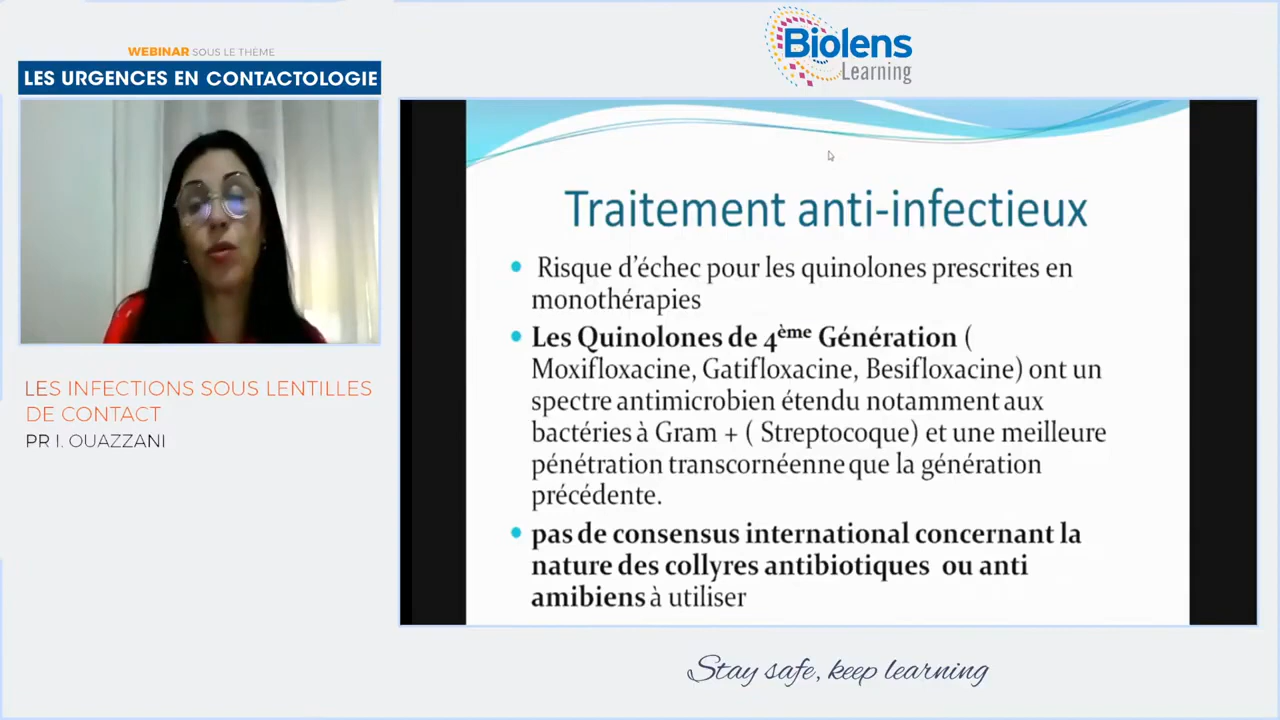 WEBINAR SOUS LE THÈME
LES URGENCES EN CONTACTOLOGIE
Biolens
Learning
LES INFECTIONS SOUS LENTILLES
DE CONTACT
PR I. OUAZZANI
Traitement anti-infectieux
• Risque d'échec pour les quinolones prescrites en
monothérapies
• Les Quinolones de 4ème Génération (
Moxifloxacine, Gatifloxacine, Besifloxacine) ont un
spectre antimicrobien étendu notamment aux
bactéries à Gram + ( Streptocoque) et une meilleure
pénétration transcornéenne que la génération
précédente.
• pas de consensus international concernant la
nature des collyres antibiotiques ou anti
amibiens à utiliser
Stay safe, keep learning